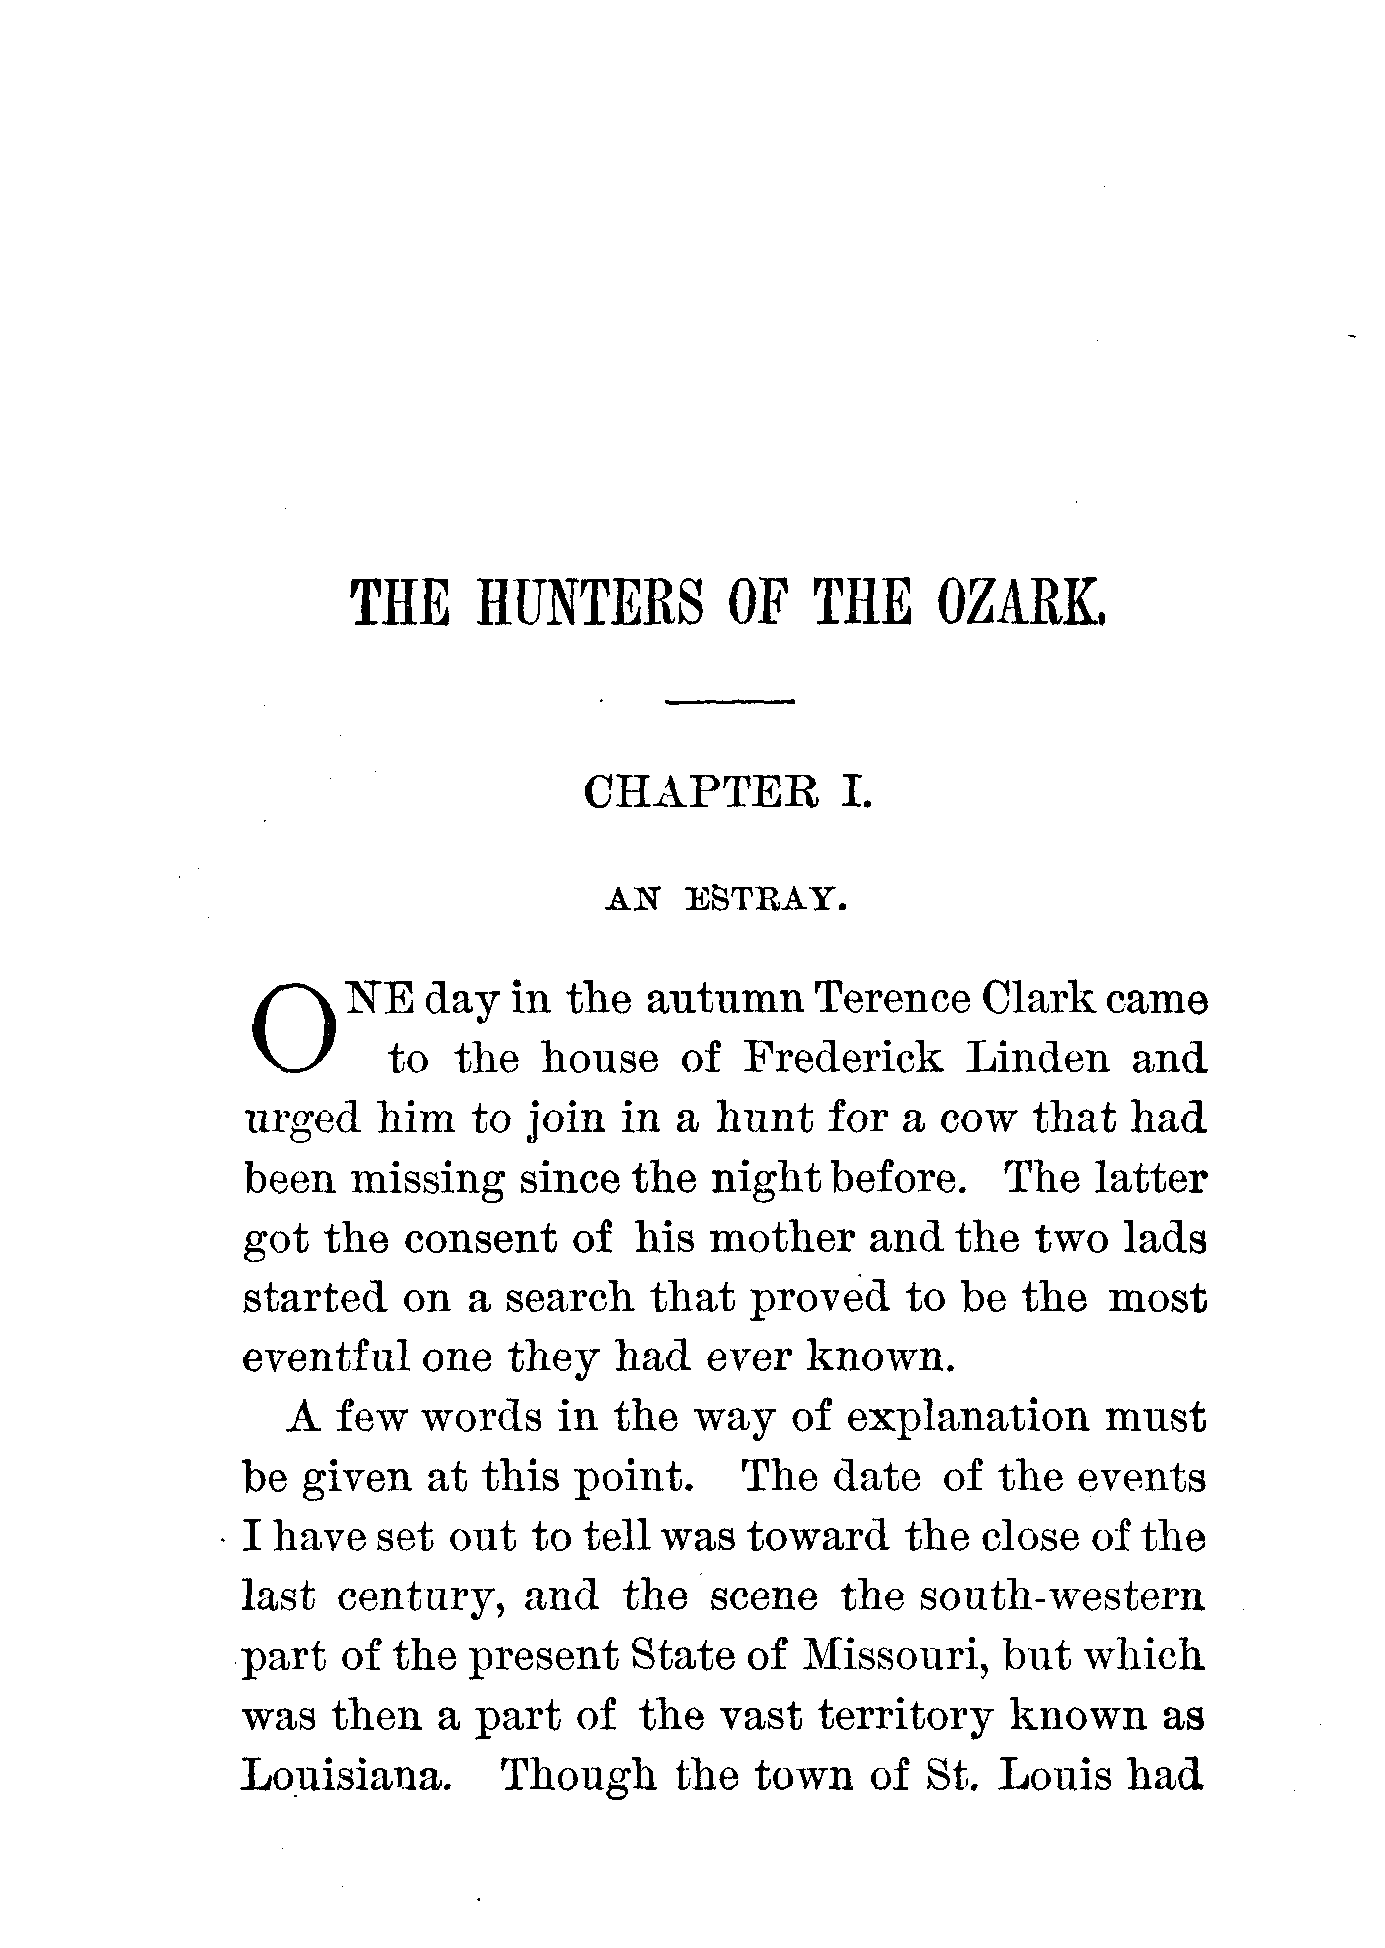 THE HUNTERS OF THE OZARK.
CHAPTER I.
AN ESTRAY.
ONE day in the autumn Terence Clark came
to the house of Frederick Linden and
urged him to join in a hunt for a cow that had
been missing since the night before. The latter
got the consent of his mother and the two lads
started on a search that proved to be the most
eventful one they had ever known.
A few words in the way of explanation must
be given at this point. The date of the events
I have set out to tell was toward the close of the
last century, and the scene the south-western
part of the present State of Missouri, but which
was then a part of the vast territory known as
Louisiana. Though the town of St. Louis had